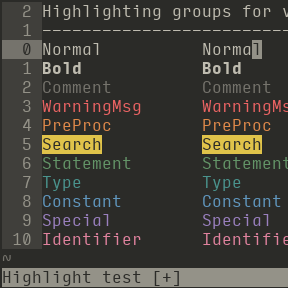 2 Highlighting groups for v
1 --------------------------
0 Normal Normal
1 Bold Bold
2 Comment Comment
3 WarningMsg WarningMs
4 PreProc PreProc
5 Search Search
6 Statement Statement
7 Type Type
8 Constant Constant
9 Special Special
10 Identifier Identifie
~
Highlight test [+]